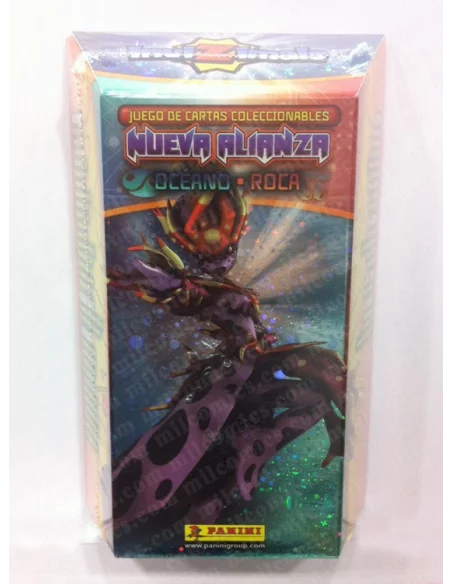 JUEGO DE CARTAS COLECCIONABLES
NUEVA ALIANZA
OCÉANO · ROCA
PANINI
www.paninigroup.com